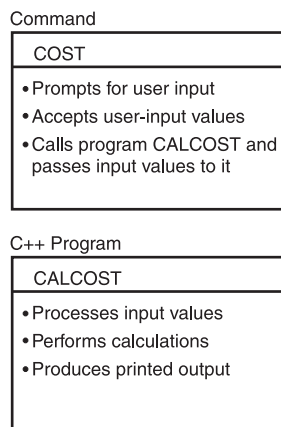 Command
COST
• Prompts for user input
• Accepts user-input values
• Calls program CALCOST and
passes input values to it
C++ Program
CALCOST
• Processes input values
• Performs calculations
• Produces printed output